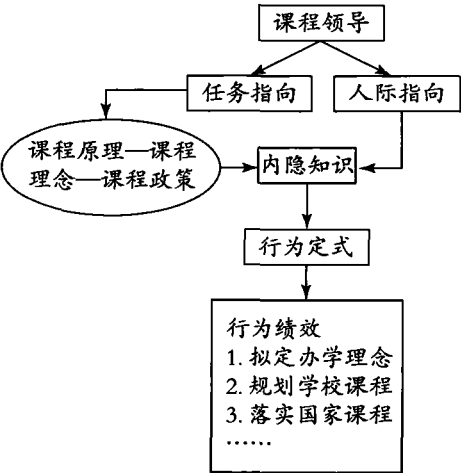 课程领导
任务指向
人际指向
课程原理—课程
理念—课程政策
内隐知识
行为定式
行为绩效
1. 拟定办学理念
2. 规划学校课程
3. 落实国家课程
……